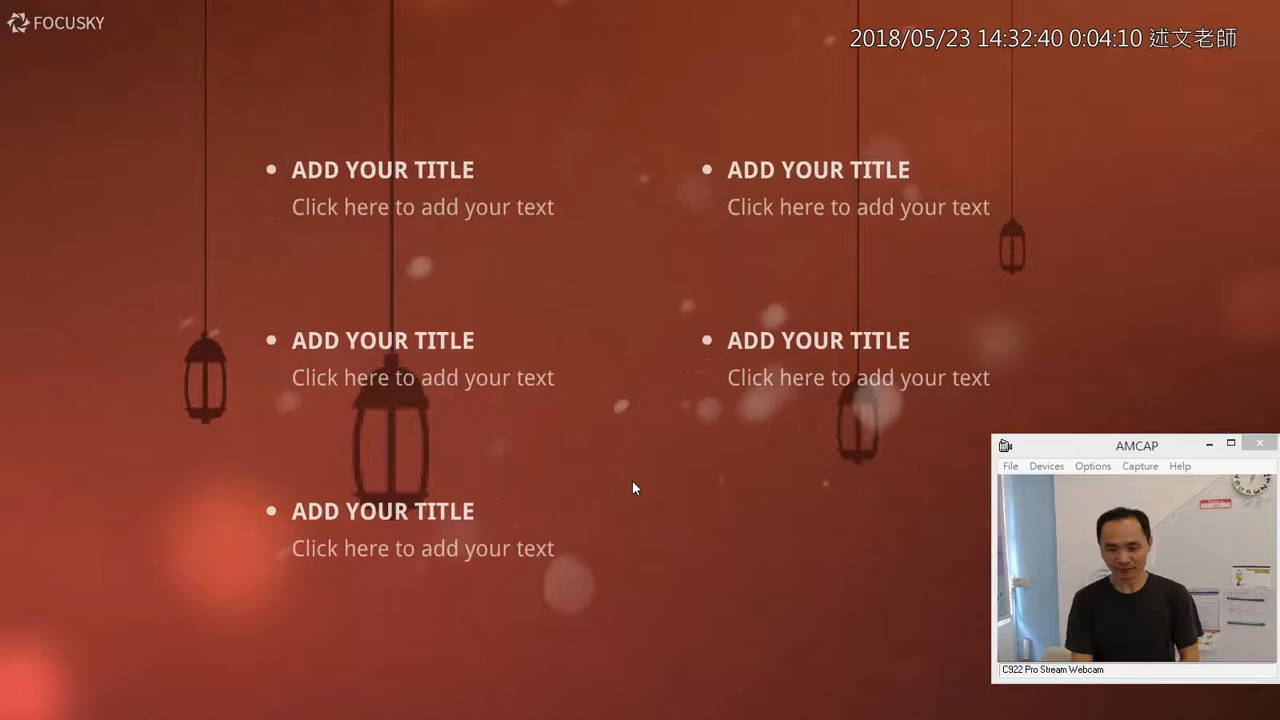 FOCUSKY
2018/05/23 14:32:40 0:04:10 述文老師
ADD YOUR TITLE
Click here to add your text
ADD YOUR TITLE
Click here to add your text
ADD YOUR TITLE
Click here to add your text
ADD YOUR TITLE
Click here to add your text
ADD YOUR TITLE
Click here to add your text
AMCAP
File Devices Options Capture Help
C922 Pro Stream Webcam